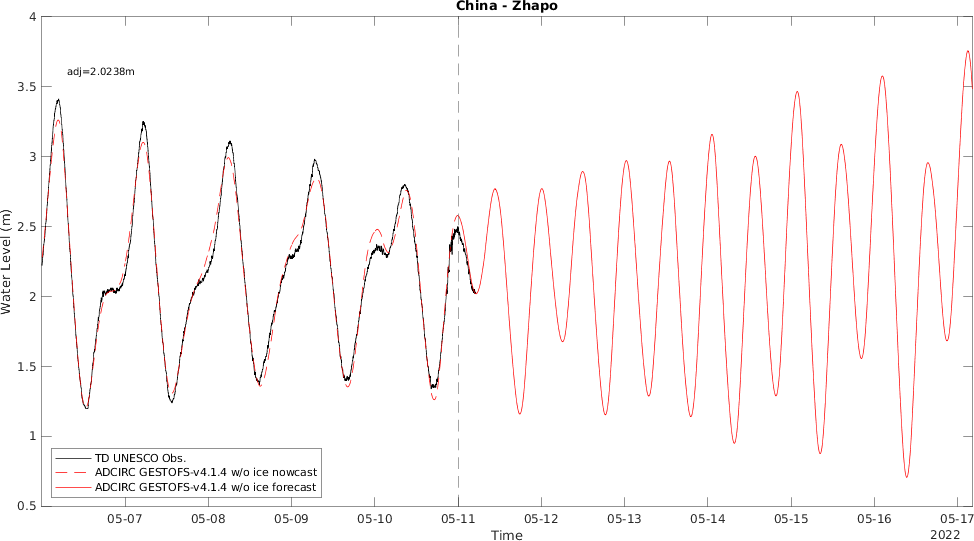 China - Zhapo
adj=2.0238m
Water Level (m)
4
3.5
3
2.5
2
1.5
1
0.5
TD UNESCO Obs.
ADCIRC GESTOFS-v4.1.4 w/o ice nowcast
ADCIRC GESTOFS-v4.1.4 w/o ice forecast
05-07 05-08 05-09 05-10 05-11 05-12 05-13 05-14 05-15 05-16 05-17
Time
2022